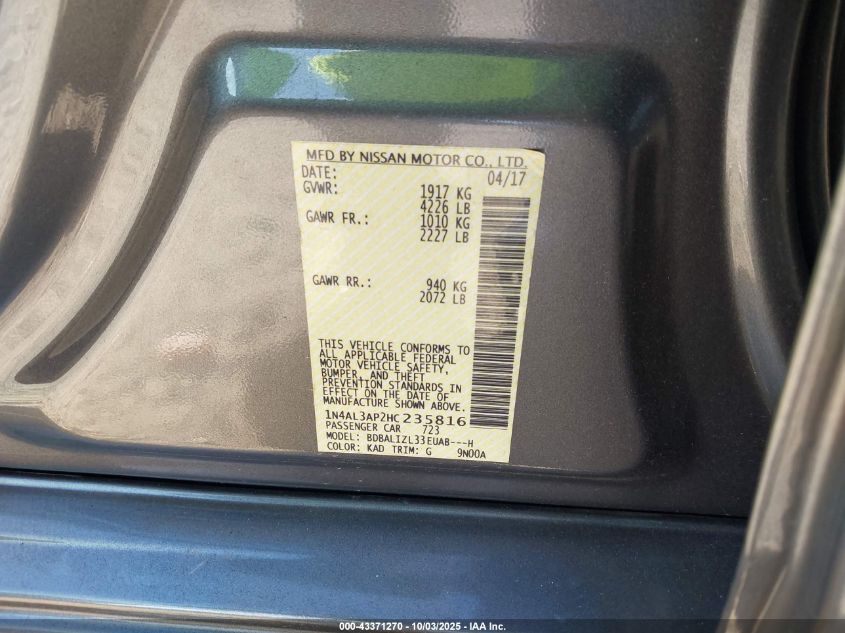 MFD BY NISSAN MOTOR CO., LTD.
DATE: 04/17
GVWR: 1917 KG
4226 LB
GAWR FR.: 1010 KG
2227 LB
GAWR RR.: 940 KG
2072 LB
THIS VEHICLE CONFORMS TO
ALL APPLICABLE FEDERAL
MOTOR VEHICLE SAFETY,
BUMPER, AND THEFT
PREVENTION STANDARDS IN
EFFECT ON THE DATE OF
MANUFACTURE SHOWN ABOVE.
1N4AL3AP2HC235816
PASSENGER CAR 723
MODEL: BDBALIZL33EUAB---H
COLOR: KAD TRIM: G 9N00A
000-43371270 - 10/03/2025 - IAA Inc.